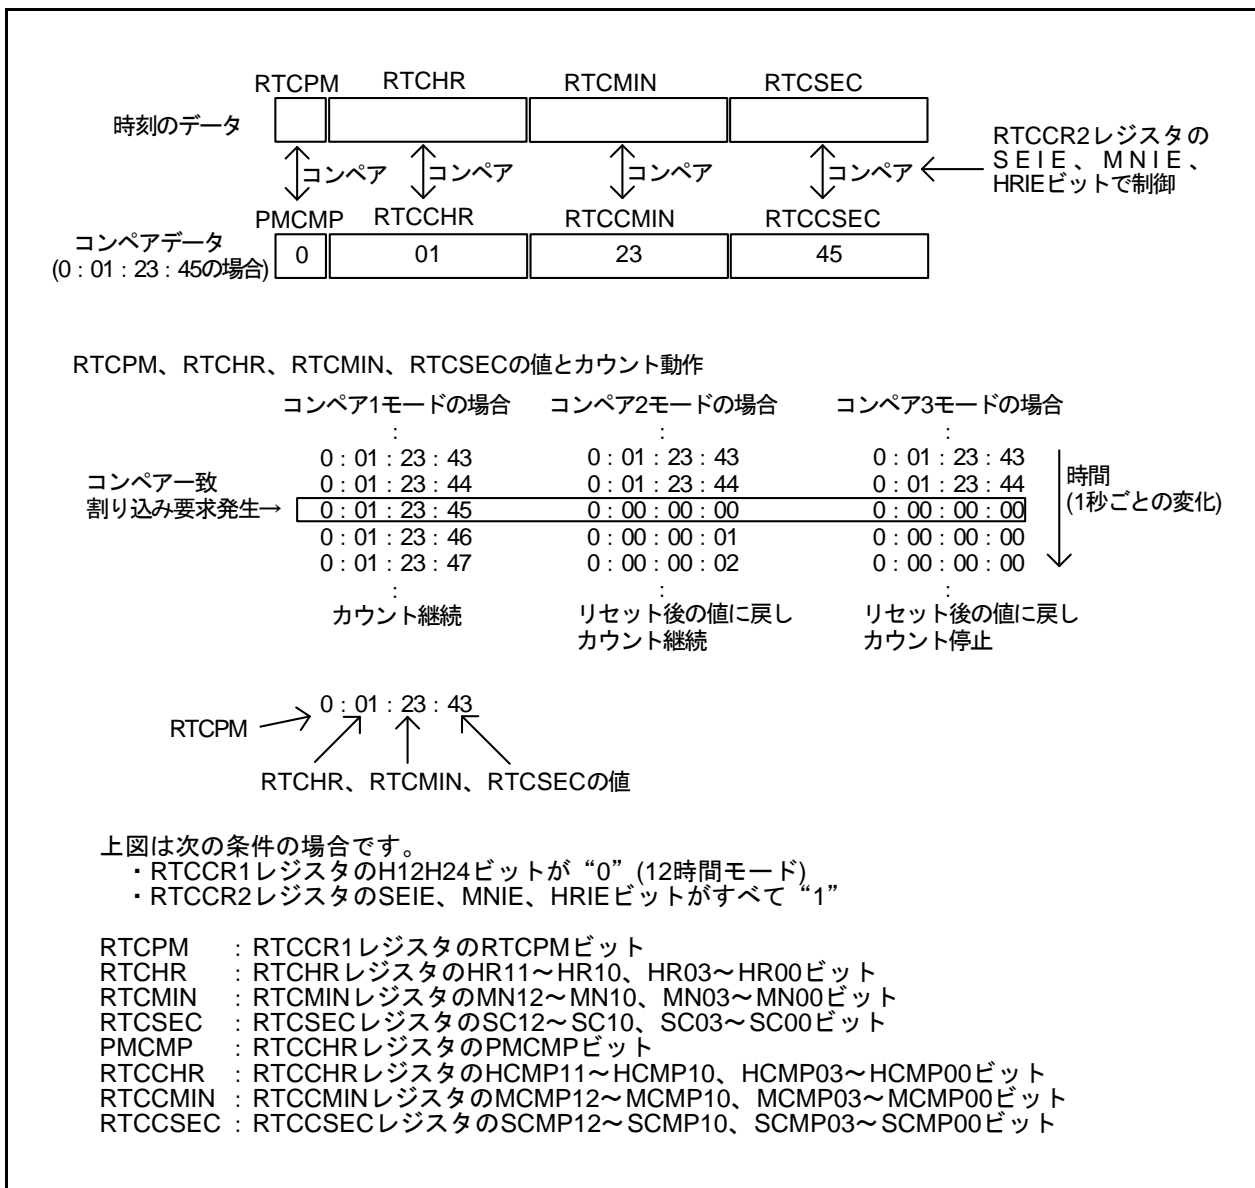 RTCPM RTCHR RTCMIN RTCSEC
時刻のデータ
コンペア コンペア コンペア コンペア
RTCCR2レジスタの
SEIE、MNIE、
HRIEビットで制御
PMCMP RTCCHR RTCCMIN RTCCSEC
コンペアデータ
(0:01:23:45の場合)
0 01 23 45
RTCPM、RTCHR、RTCMIN、RTCSECの値とカウント動作
コンペア1モードの場合 コンペア2モードの場合 コンペア3モードの場合
: : :
0:01:23:43 0:01:23:43 0:01:23:43
0:01:23:44 0:01:23:44 0:01:23:44
コンペア一致
割り込み要求発生→
0:01:23:45 0:00:00:00 0:00:00:00
0:01:23:46 0:00:00:01 0:00:00:00
0:01:23:47 0:00:00:02 0:00:00:00
: : :
時間
(1秒ごとの変化)
カウント継続
リセット後の値に戻し
カウント継続
リセット後の値に戻し
カウント停止
0:01:23:43
RTCPM
RTCHR、RTCMIN、RTCSECの値
上図は次の条件の場合です。
・RTCCR1レジスタのH12H24ビットが“0”(12時間モード)
・RTCCR2レジスタのSEIE、MNIE、HRIEビットがすべて“1”
RTCPM :RTCCR1レジスタのRTCPMビット
RTCHR :RTCHRレジスタのHR11~HR10、HR03~HR00ビット
RTCMIN :RTCMINレジスタのMN12~MN10、MN03~MN00ビット
RTCSEC :RTCSECレジスタのSC12~SC10、SC03~SC00ビット
PMCMP :RTCCHRレジスタのPMCMPビット
RTCCHR :RTCCHRレジスタのHCMP11~HCMP10、HCMP03~HCMP00ビット
RTCCMIN :RTCCMINレジスタのMCMP12~MCMP10、MCMP03~MCMP00ビット
RTCCSEC :RTCCSECレジスタのSCMP12~SCMP10、SCMP03~SCMP00ビット